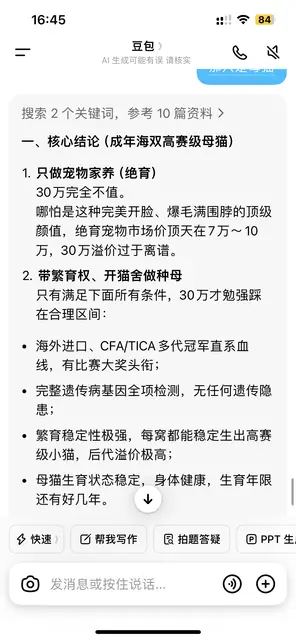 16:45
84
豆包
AI 生成可能有误 请核实
搜索 2 个关键词，参考 10 篇资料
一、核心结论（成年海双高赛级母猫）
1. 只做宠物家养（绝育）
30万完全不值。
哪怕是这种完美开脸、爆毛满围脖的顶级
颜值，绝育宠物市场价顶天在7万～10
万，30万溢价过于离谱。
2. 带繁育权、开猫舍做种母
只有满足下面所有条件，30万才勉强踩
在合理区间：
• 海外进口、CFA/TICA多代冠军直系血
线，有比赛大奖头衔；
• 完整遗传病基因全项检测，无任何遗传隐
患；
• 繁育稳定性极强，每窝都能稳定生出高赛
级小猫，后代溢价极高；
• 母猫生育状态稳定，身体健康，生育年限
还有好几年。
快速
帮我写作
拍题答疑
PPT 生
发消息或按住说话...